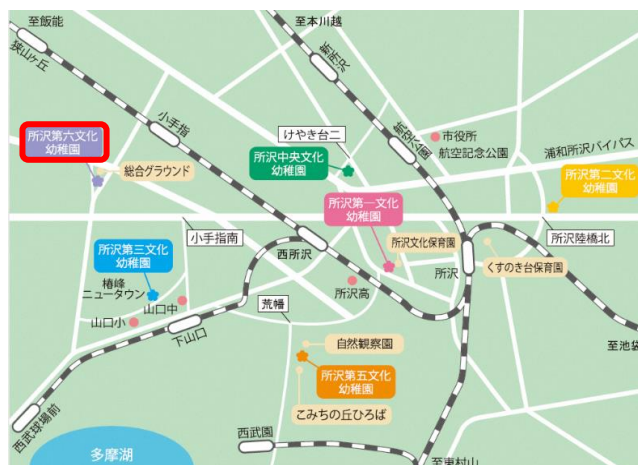 至飯能
至本川越
狭山ヶ丘
新所沢
小手指
航空公園
けやき台二
市役所
航空記念公園
浦和所沢バイパス
所沢第六文化
幼稚園
総合グラウンド
所沢中央文化
幼稚園
所沢第二文化
幼稚園
所沢第一文化
幼稚園
小手指南
所沢第三文化
幼稚園
西所沢
所沢文化保育園
所沢
所沢陸橋北
くすのき台保育園
椿峰
ニュータウン
山口中
山口小
所沢高
荒幡
下山口
自然観察園
所沢第五文化
幼稚園
こみちの丘ひろば
至池袋
西武球場前
西武園
多摩湖
至東村山